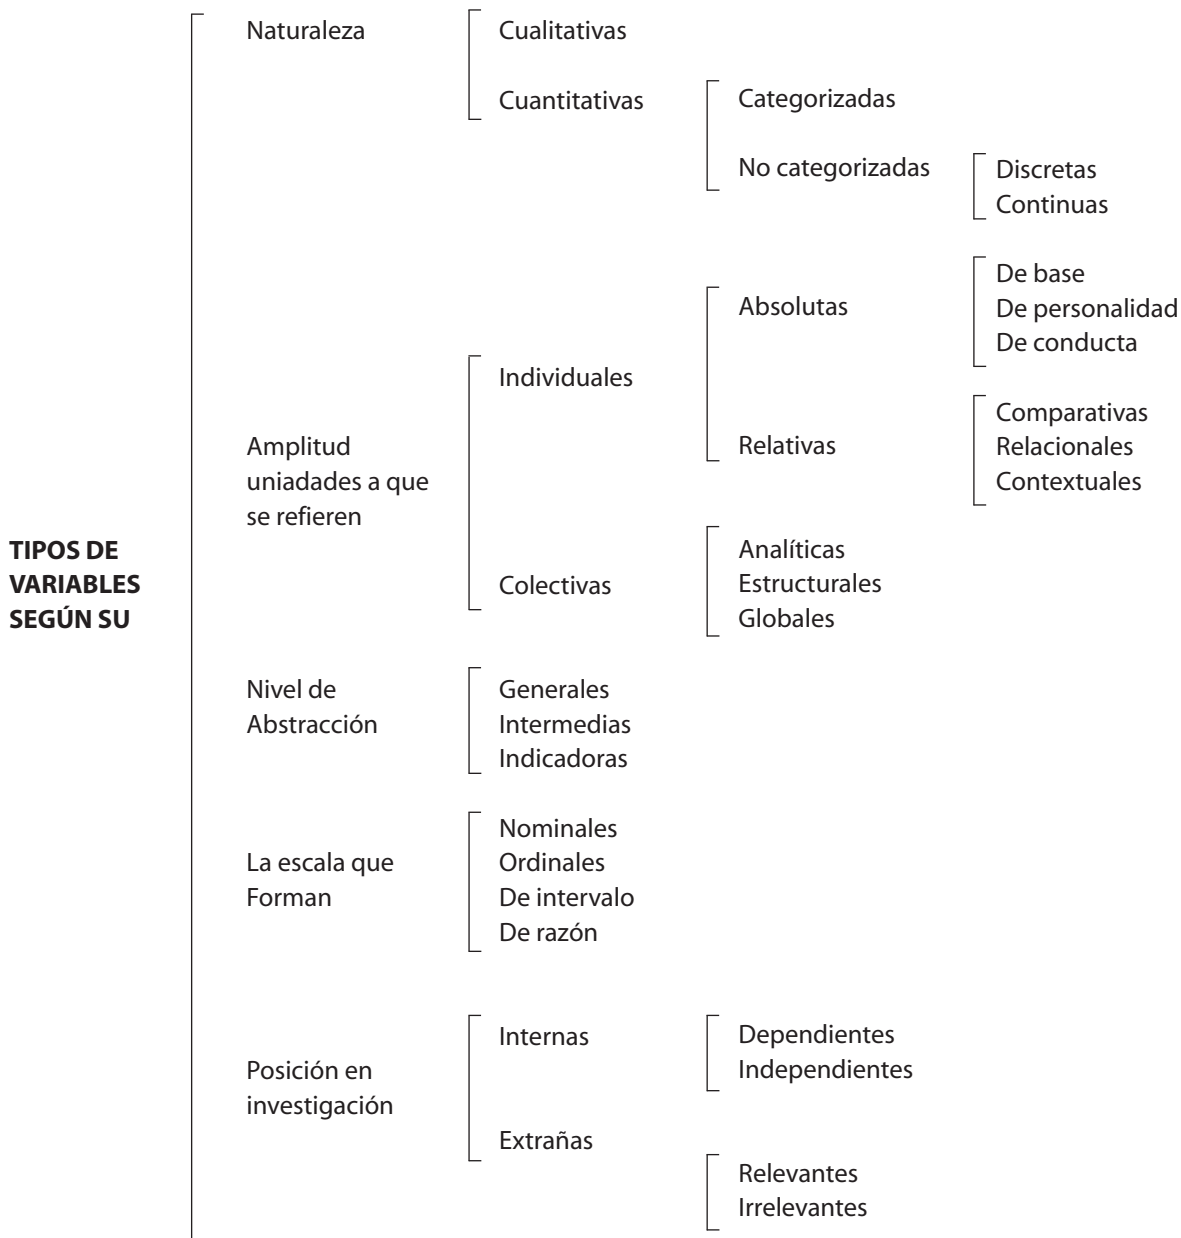 Naturaleza
Cualitativas
Cuantitativas
Categorizadas
No categorizadas
Discretas
Continuas
De base
De personalidad
De conducta
Absolutas
Individuales
Comparativas
Relacionales
Contextuales
Relativas
Amplitud
uniadades a que
se refieren
TIPOS DE
VARIABLES
SEGÚN SU
Analíticas
Estructurales
Globales
Colectivas
Nivel de
Abstracción
Generales
Intermedias
Indicadoras
La escala que
Forman
Nominales
Ordinales
De intervalo
De razón
Posición en
investigación
Internas
Dependientes
Independientes
Extrañas
Relevantes
Irrelevantes